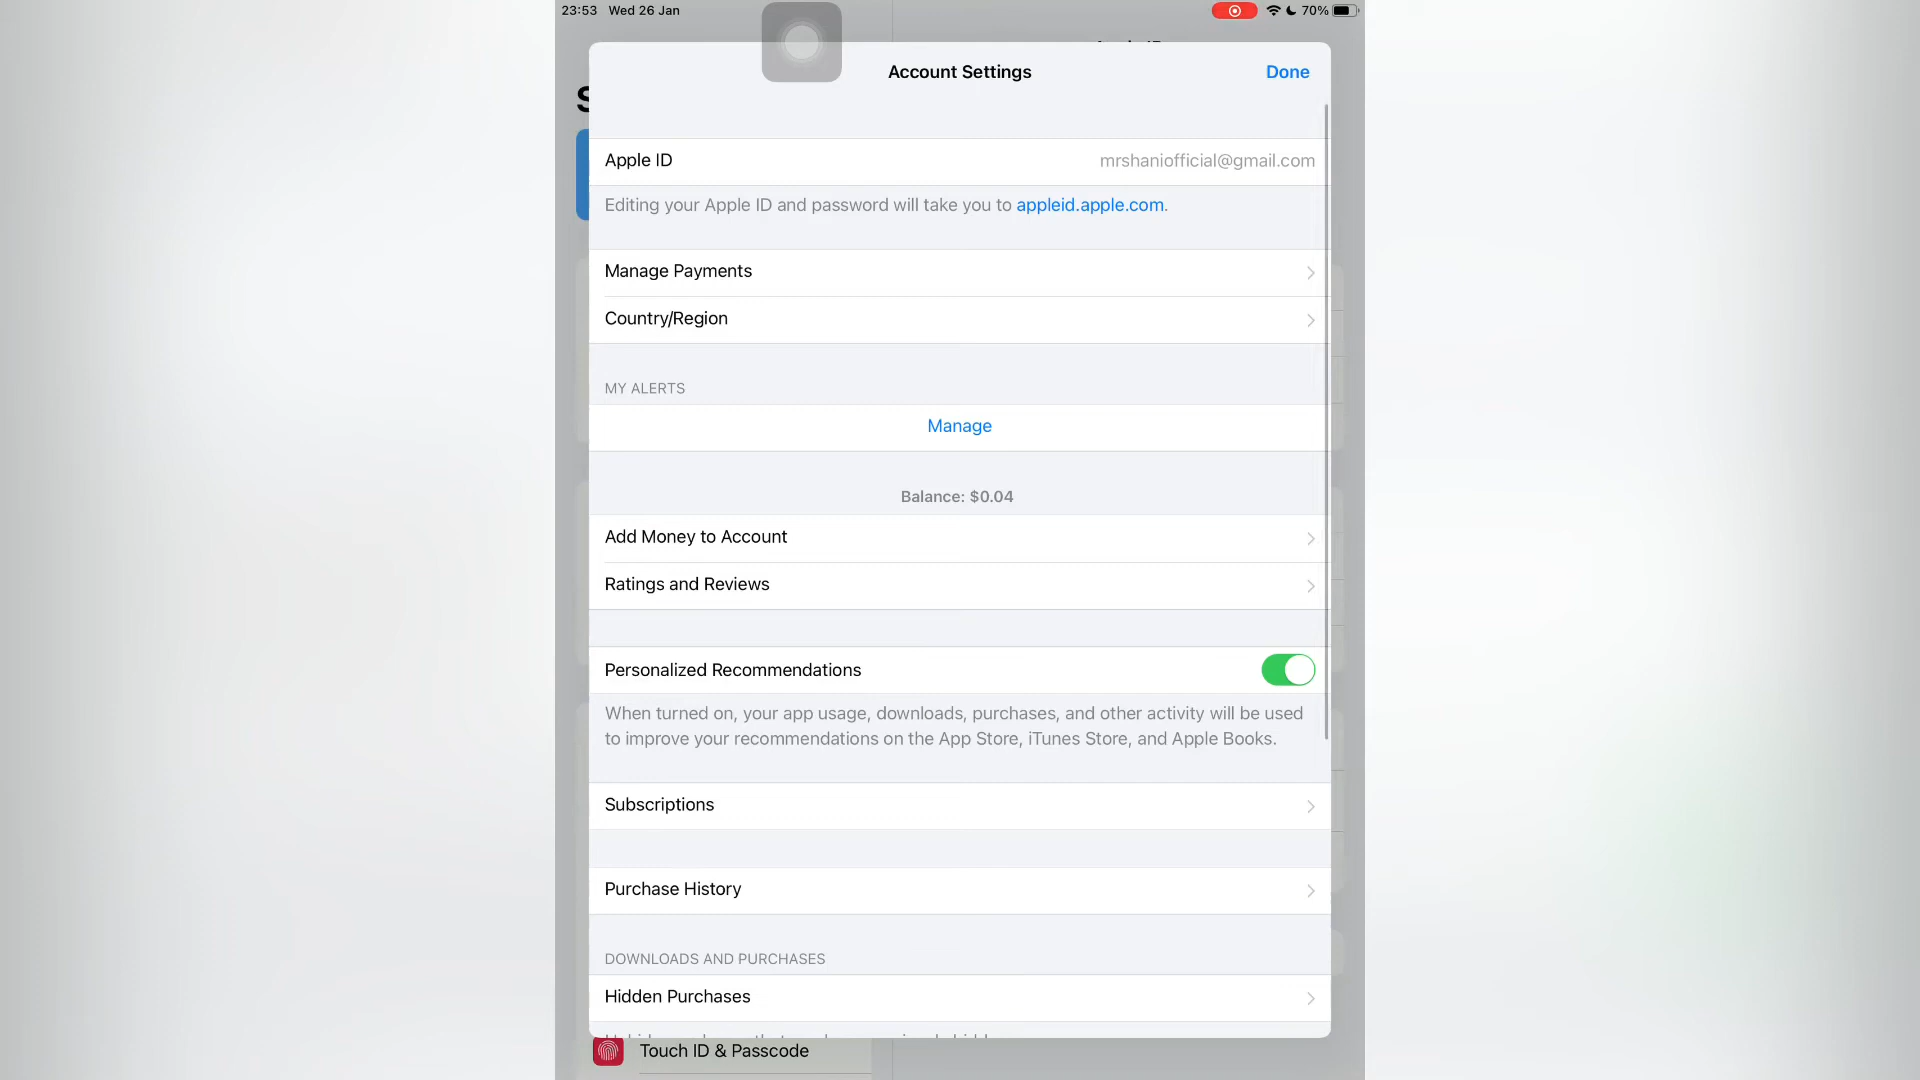 23:53 Wed 26 Jan
70%
Account Settings
Done
Apple ID
mrshaniofficial@gmail.com
Editing your Apple ID and password will take you to appleid.apple.com.
Manage Payments
Country/Region
MY ALERTS
Manage
Balance: $0.04
Add Money to Account
Ratings and Reviews
Personalized Recommendations
When turned on, your app usage, downloads, purchases, and other activity will be used
to improve your recommendations on the App Store, iTunes Store, and Apple Books.
Subscriptions
Purchase History
DOWNLOADS AND PURCHASES
Hidden Purchases
Touch ID & Passcode